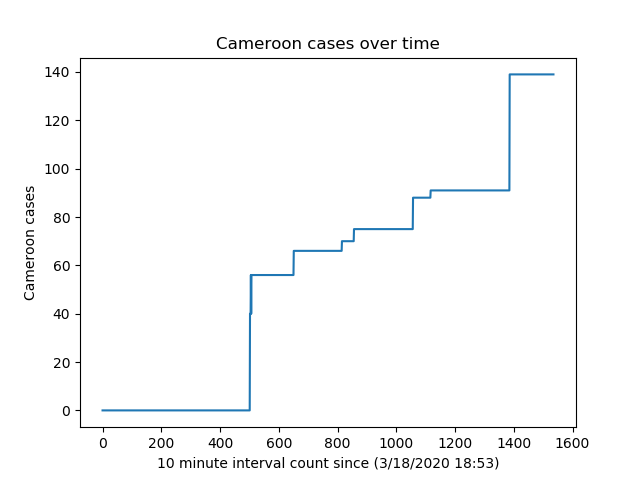 Cameroon cases over time
140
120
100
80
60
40
20
0
Cameroon cases
0 200 400 600 800 1000 1200 1400 1600
10 minute interval count since (3/18/2020 18:53)